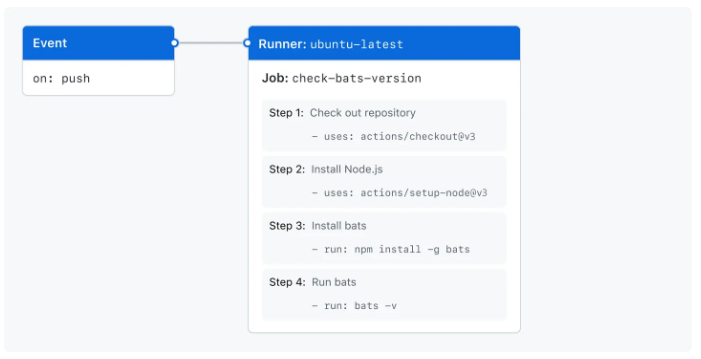 Event
on: push
Runner: ubuntu-latest
Job: check-bats-version
Step 1: Check out repository
- uses: actions/checkout@v3
Step 2: Install Node.js
- uses: actions/setup-node@v3
Step 3: Install bats
- run: npm install -g bats
Step 4: Run bats
- run: bats -v